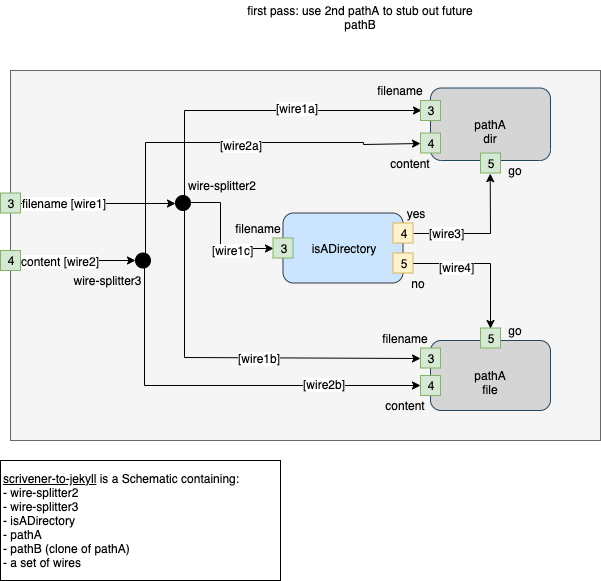 first pass: use 2nd pathA to stub out future
pathB
filename
3
[wire1a]
pathA
dir
4
[wire2a]
content
5
go
wire-splitter2
3
filename [wire1]
yes
filename
4
[wire3]
3
isADirectory
[wire1c]
4
content [wire2]
5
[wire4]
wire-splitter3
no
go
5
filename
3
[wire1b]
pathA
file
4
[wire2b]
content
scrivener-to-jekyll is a Schematic containing:
- wire-splitter2
- wire-splitter3
- isADirectory
- pathA
- pathB (clone of pathA)
- a set of wires